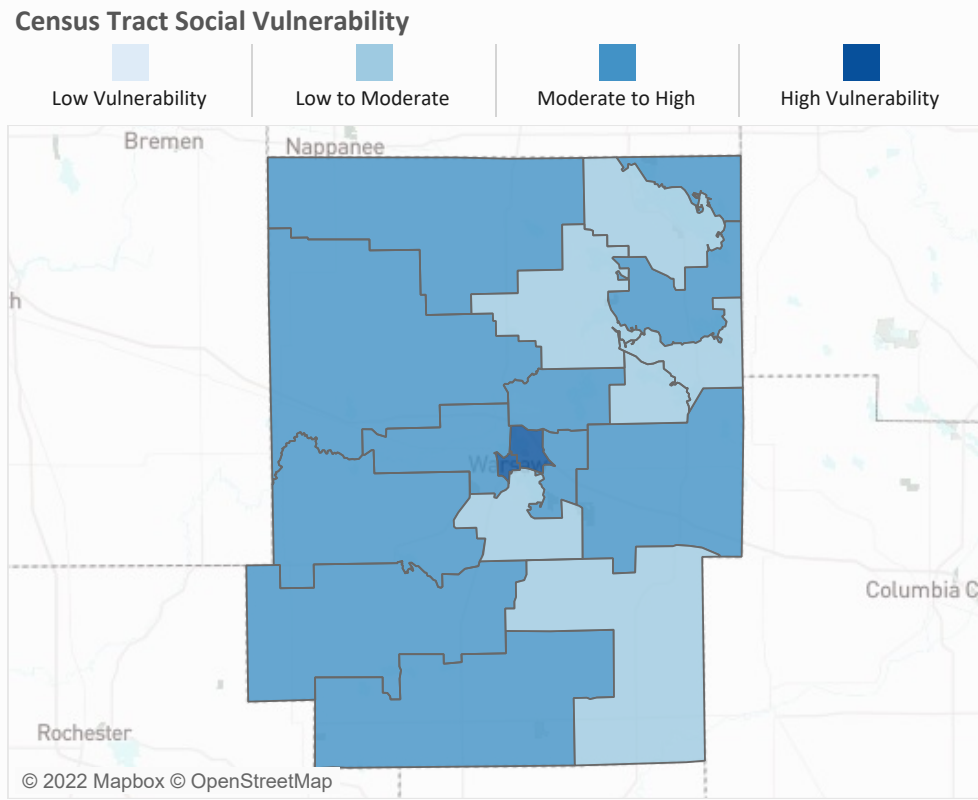 Census Tract Social Vulnerability
Low Vulnerability
Low to Moderate
Moderate to High
High Vulnerability
Bremen
Nappanee
h
Warsaw
Columbia C
Rochester
© 2022 Mapbox © OpenStreetMap